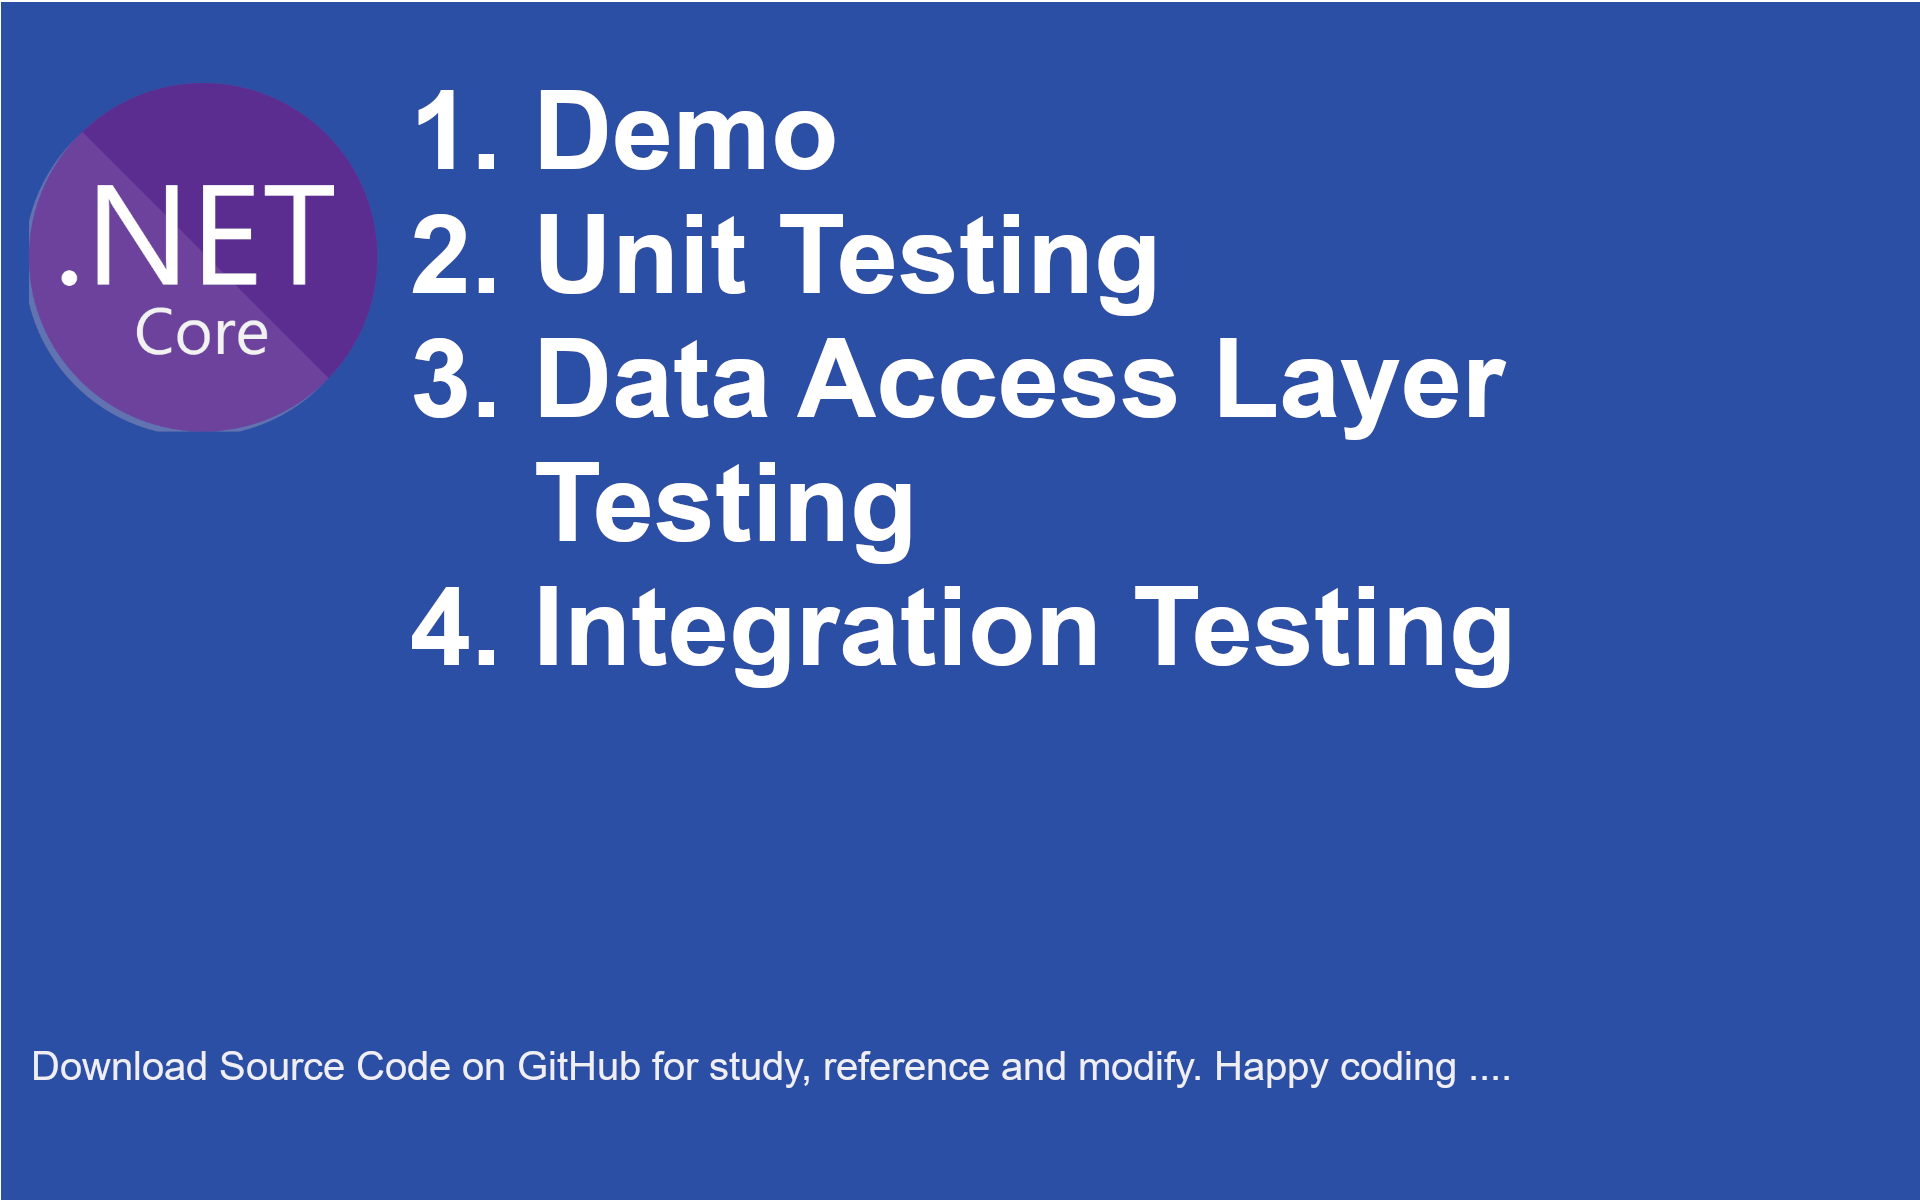 .NET
Core
1. Demo
2. Unit Testing
3. Data Access Layer
Testing
4. Integration Testing
Download Source Code on GitHub for study, reference and modify. Happy coding ....